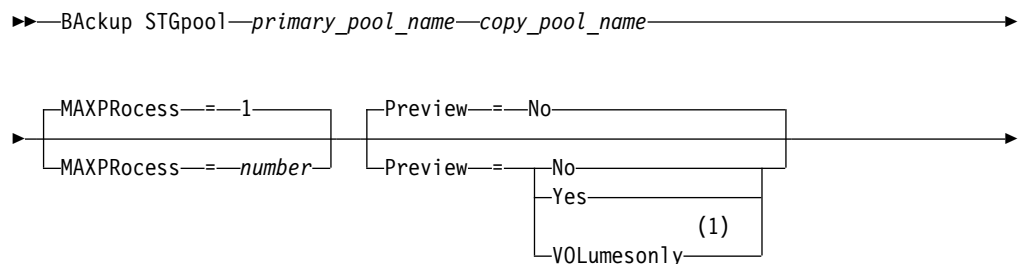 BAckup STGpool primary_pool_name copy_pool_name
MAXPRocess = 1 Preview = No
MAXPRocess = number Preview = No
Yes
(1)
VOLumesonly